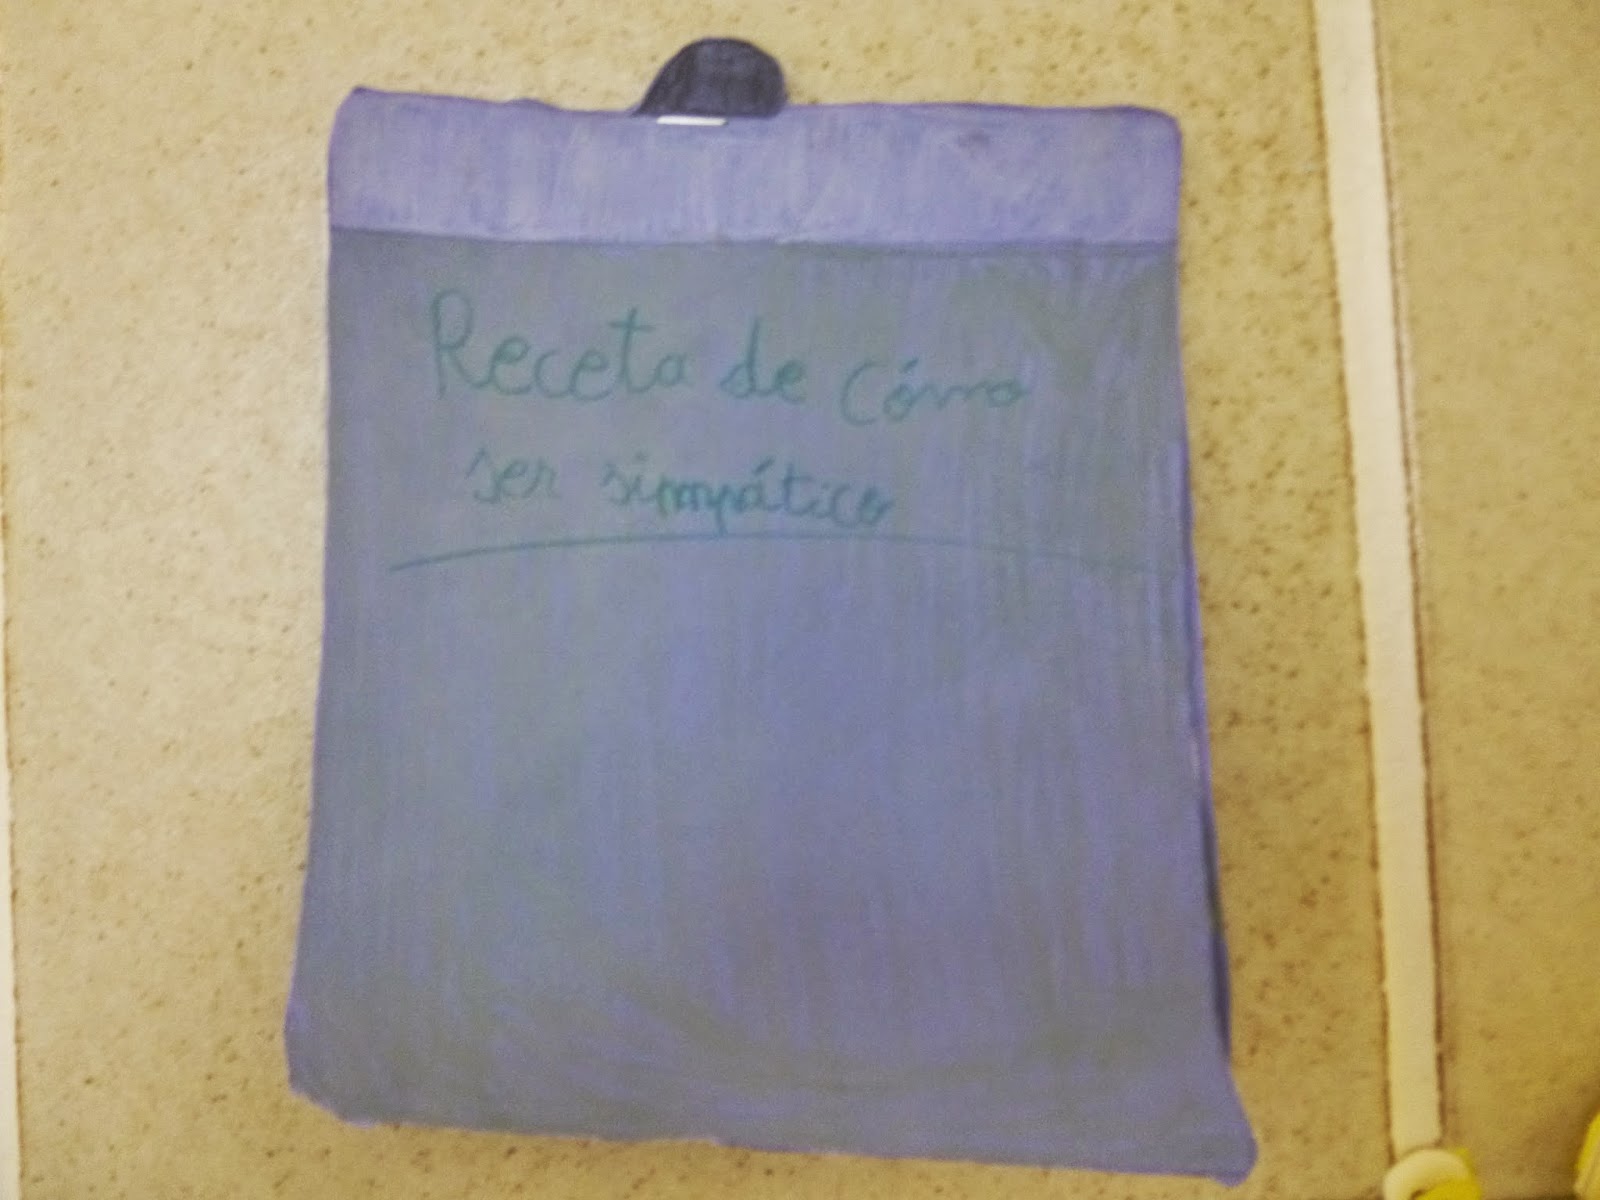 Receta de cómo
ser simpático